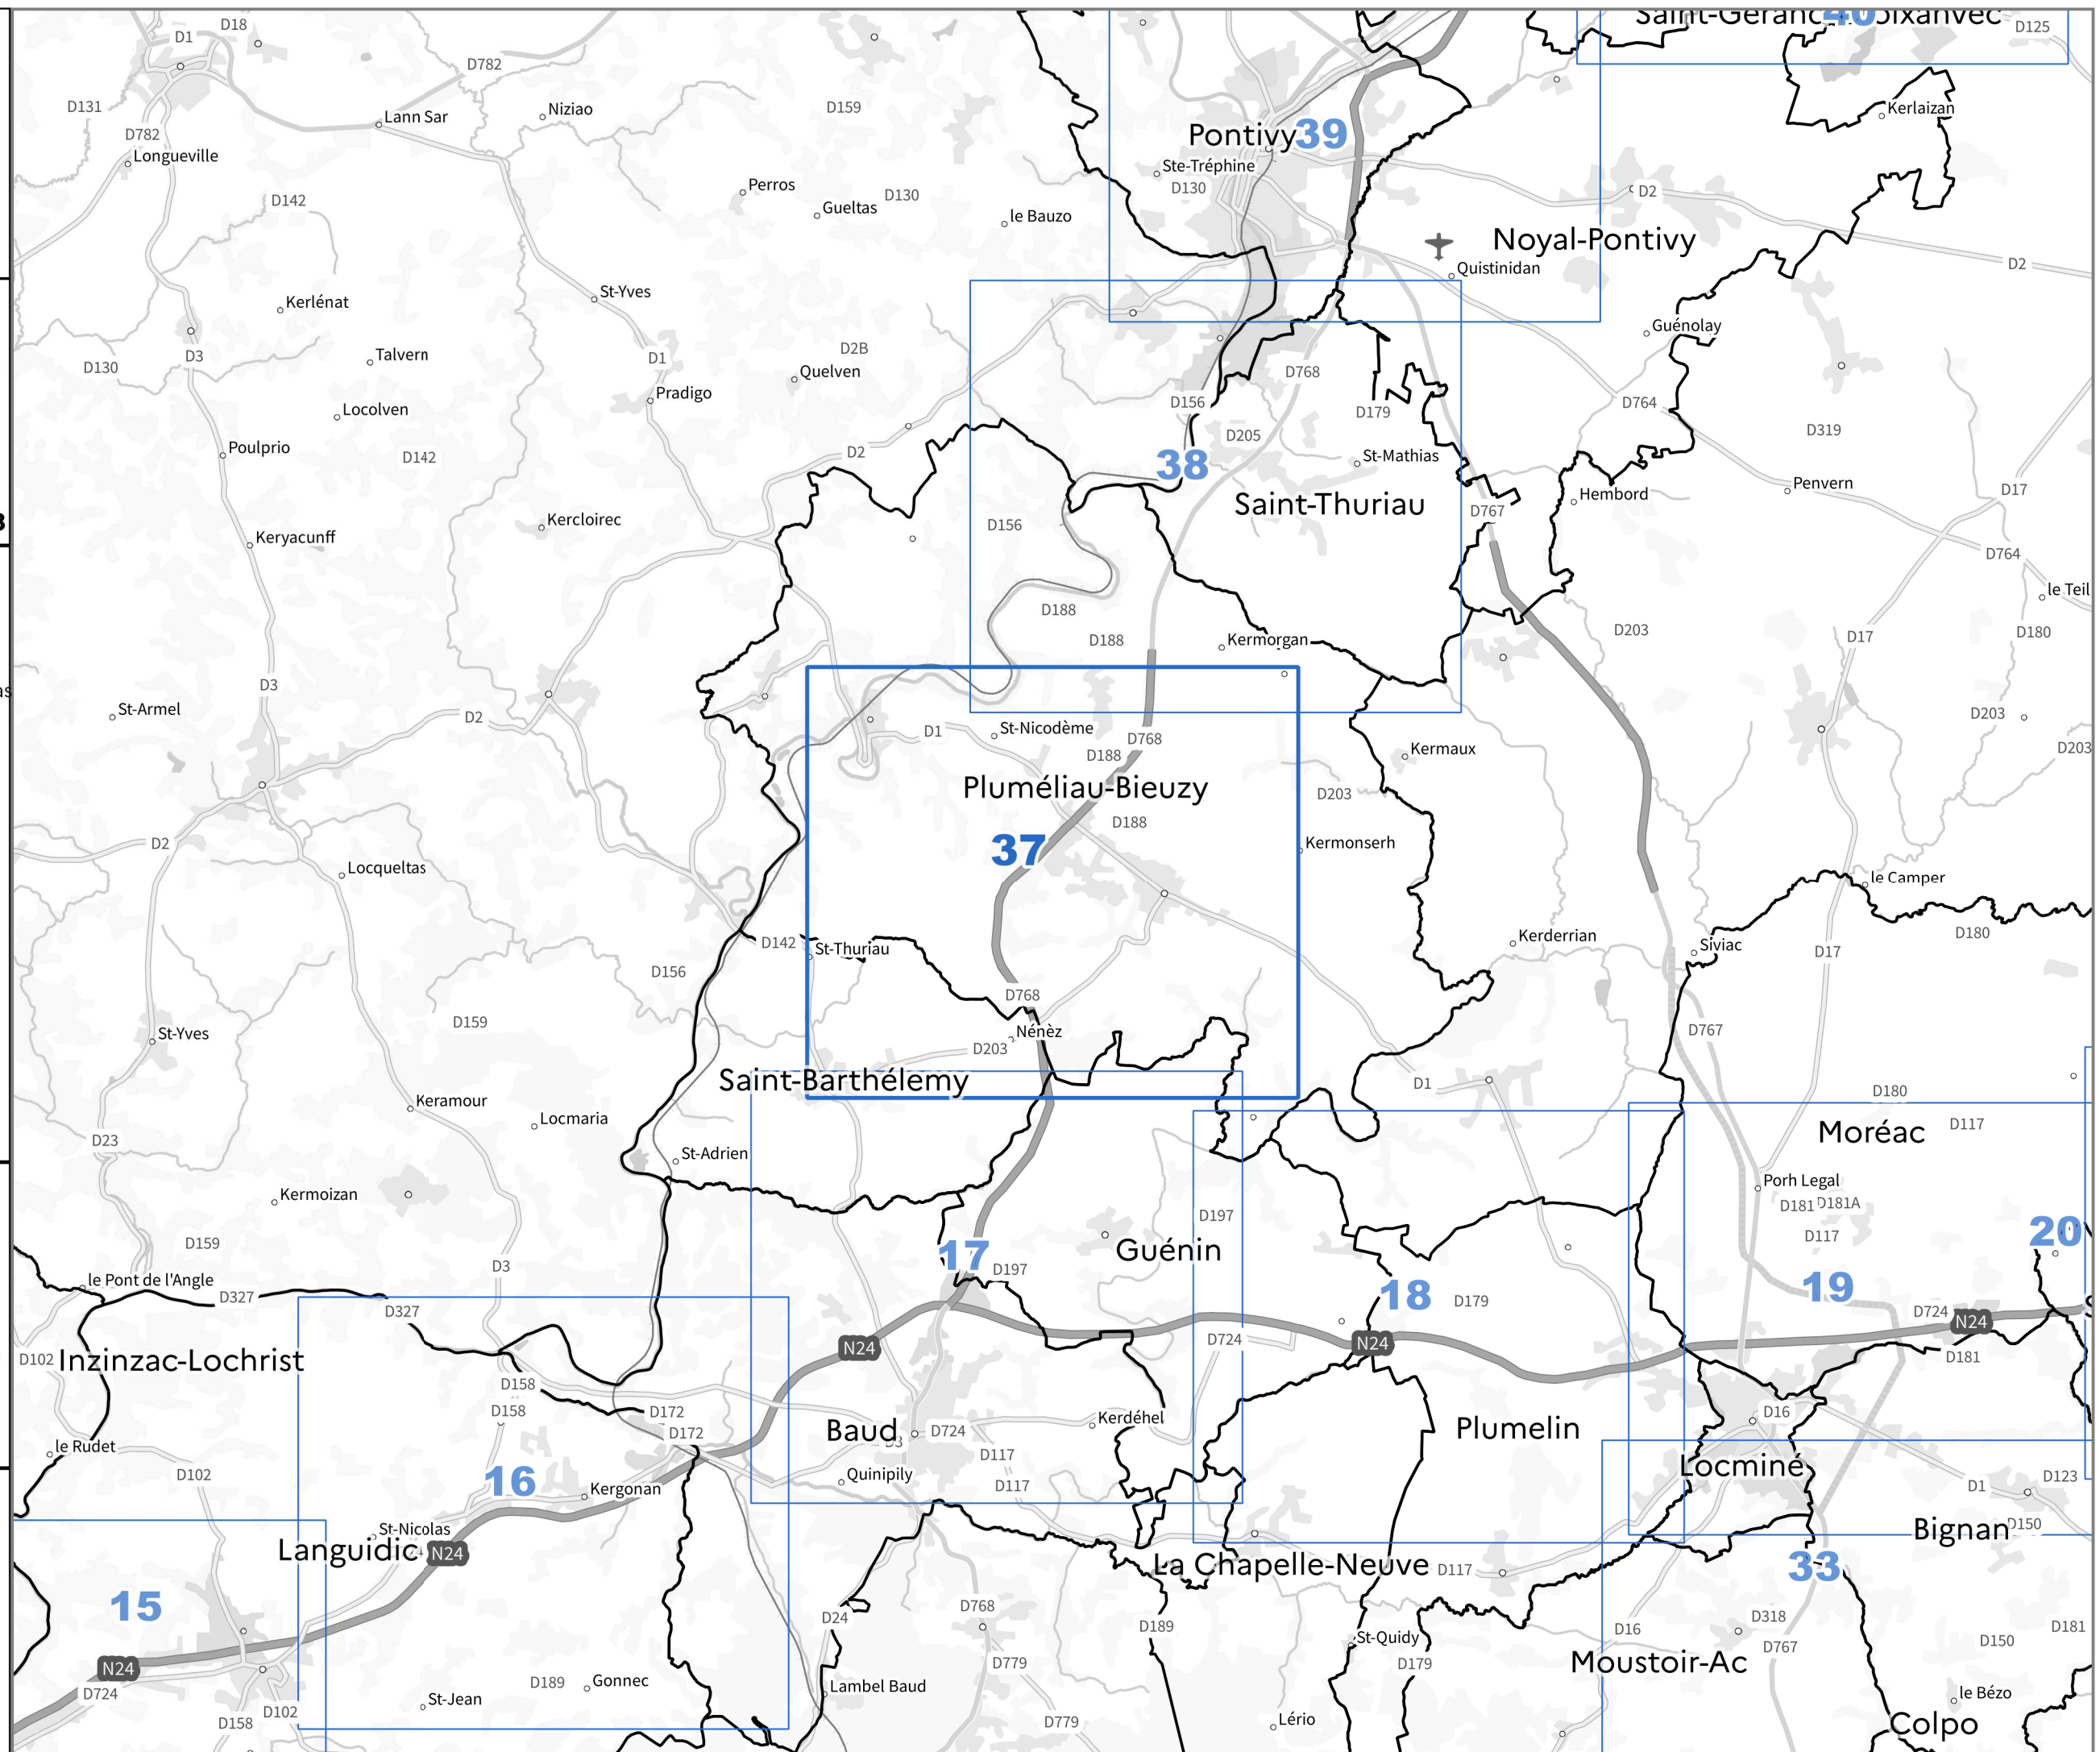 D18
D1
Saint-Gérand-
40
oixanvec
D125
D782
D131
Lann Sar
Niziao
D159
Kerlaizan
D782
Pontivy
39
Longueville
Ste-Tréphine
D130
Perros
D142
Gueltas
D130
D2
le Bauzo
Noyal-Pontivy
D2
Quistinidan
St-Yves
Kerlénat
Guénolay
D3
Talvern
D1
D2B
D130
Quelven
D768
Pradigo
D156
D764
Locolven
D179
D319
D205
Poulprio
D142
D2
38
St-Mathias
Penvern
D17
Hembord
Saint-Thuriau
D767
Kercloirec
D156
Keryacunff
D764
le Teil
D188
D203
D180
D188
Kermorgan
D17
D3
St-Armel
D2
D203
D1
St-Nicodème
D768
Kermaux
D203
D188
Pluméliau-Bieuzy
D203
D188
D2
37
Kermonserh
Locqueltas
le Camper
Kerderrian
D180
D142
St-Thuriau
Siviac
D17
D156
D768
D159
St-Yves
Nénèz
D767
D203
Saint-Barthélemy
D1
D180
Keramour
Locmaria
D117
Moréac
D23
St-Adrien
Porh Legal
Kermoizan
D181
D181A
D197
20
D159
D117
Guénin
17
D197
D3
le Pont de l'Angle
D327
D327
18
D179
19
D724
N24
D724
N24
N24
D102
Inzinzac-Lochrist
D181
D158
D158
D172
D172
Kerdéhel
D16
Baud
D3
D724
Plumelin
le Rudet
D117
D102
Quinipily
Locminé
16
Kergonan
D117
D1
D123
St-Nicolas
D150
Bignan
Languidic
N24
La Chapelle-Neuve
D117
33
15
D24
D768
D318
D189
D16
D181
St-Quidy
D150
D767
N24
D779
D179
Moustoir-Ac
D724
D189
Gonnec
Lambel Baud
St-Jean
le Bézo
D102
D158
D779
Lério
Colpo